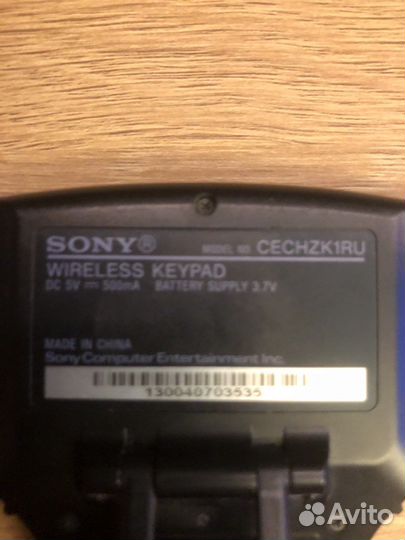 SONY® MODEL NO. CECHZK1RU
WIRELESS KEYPAD
DC 5V ⎓ 500mA BATTERY SUPPLY 3.7V
MADE IN CHINA
Sony Computer Entertainment Inc.
130040703535
Avito